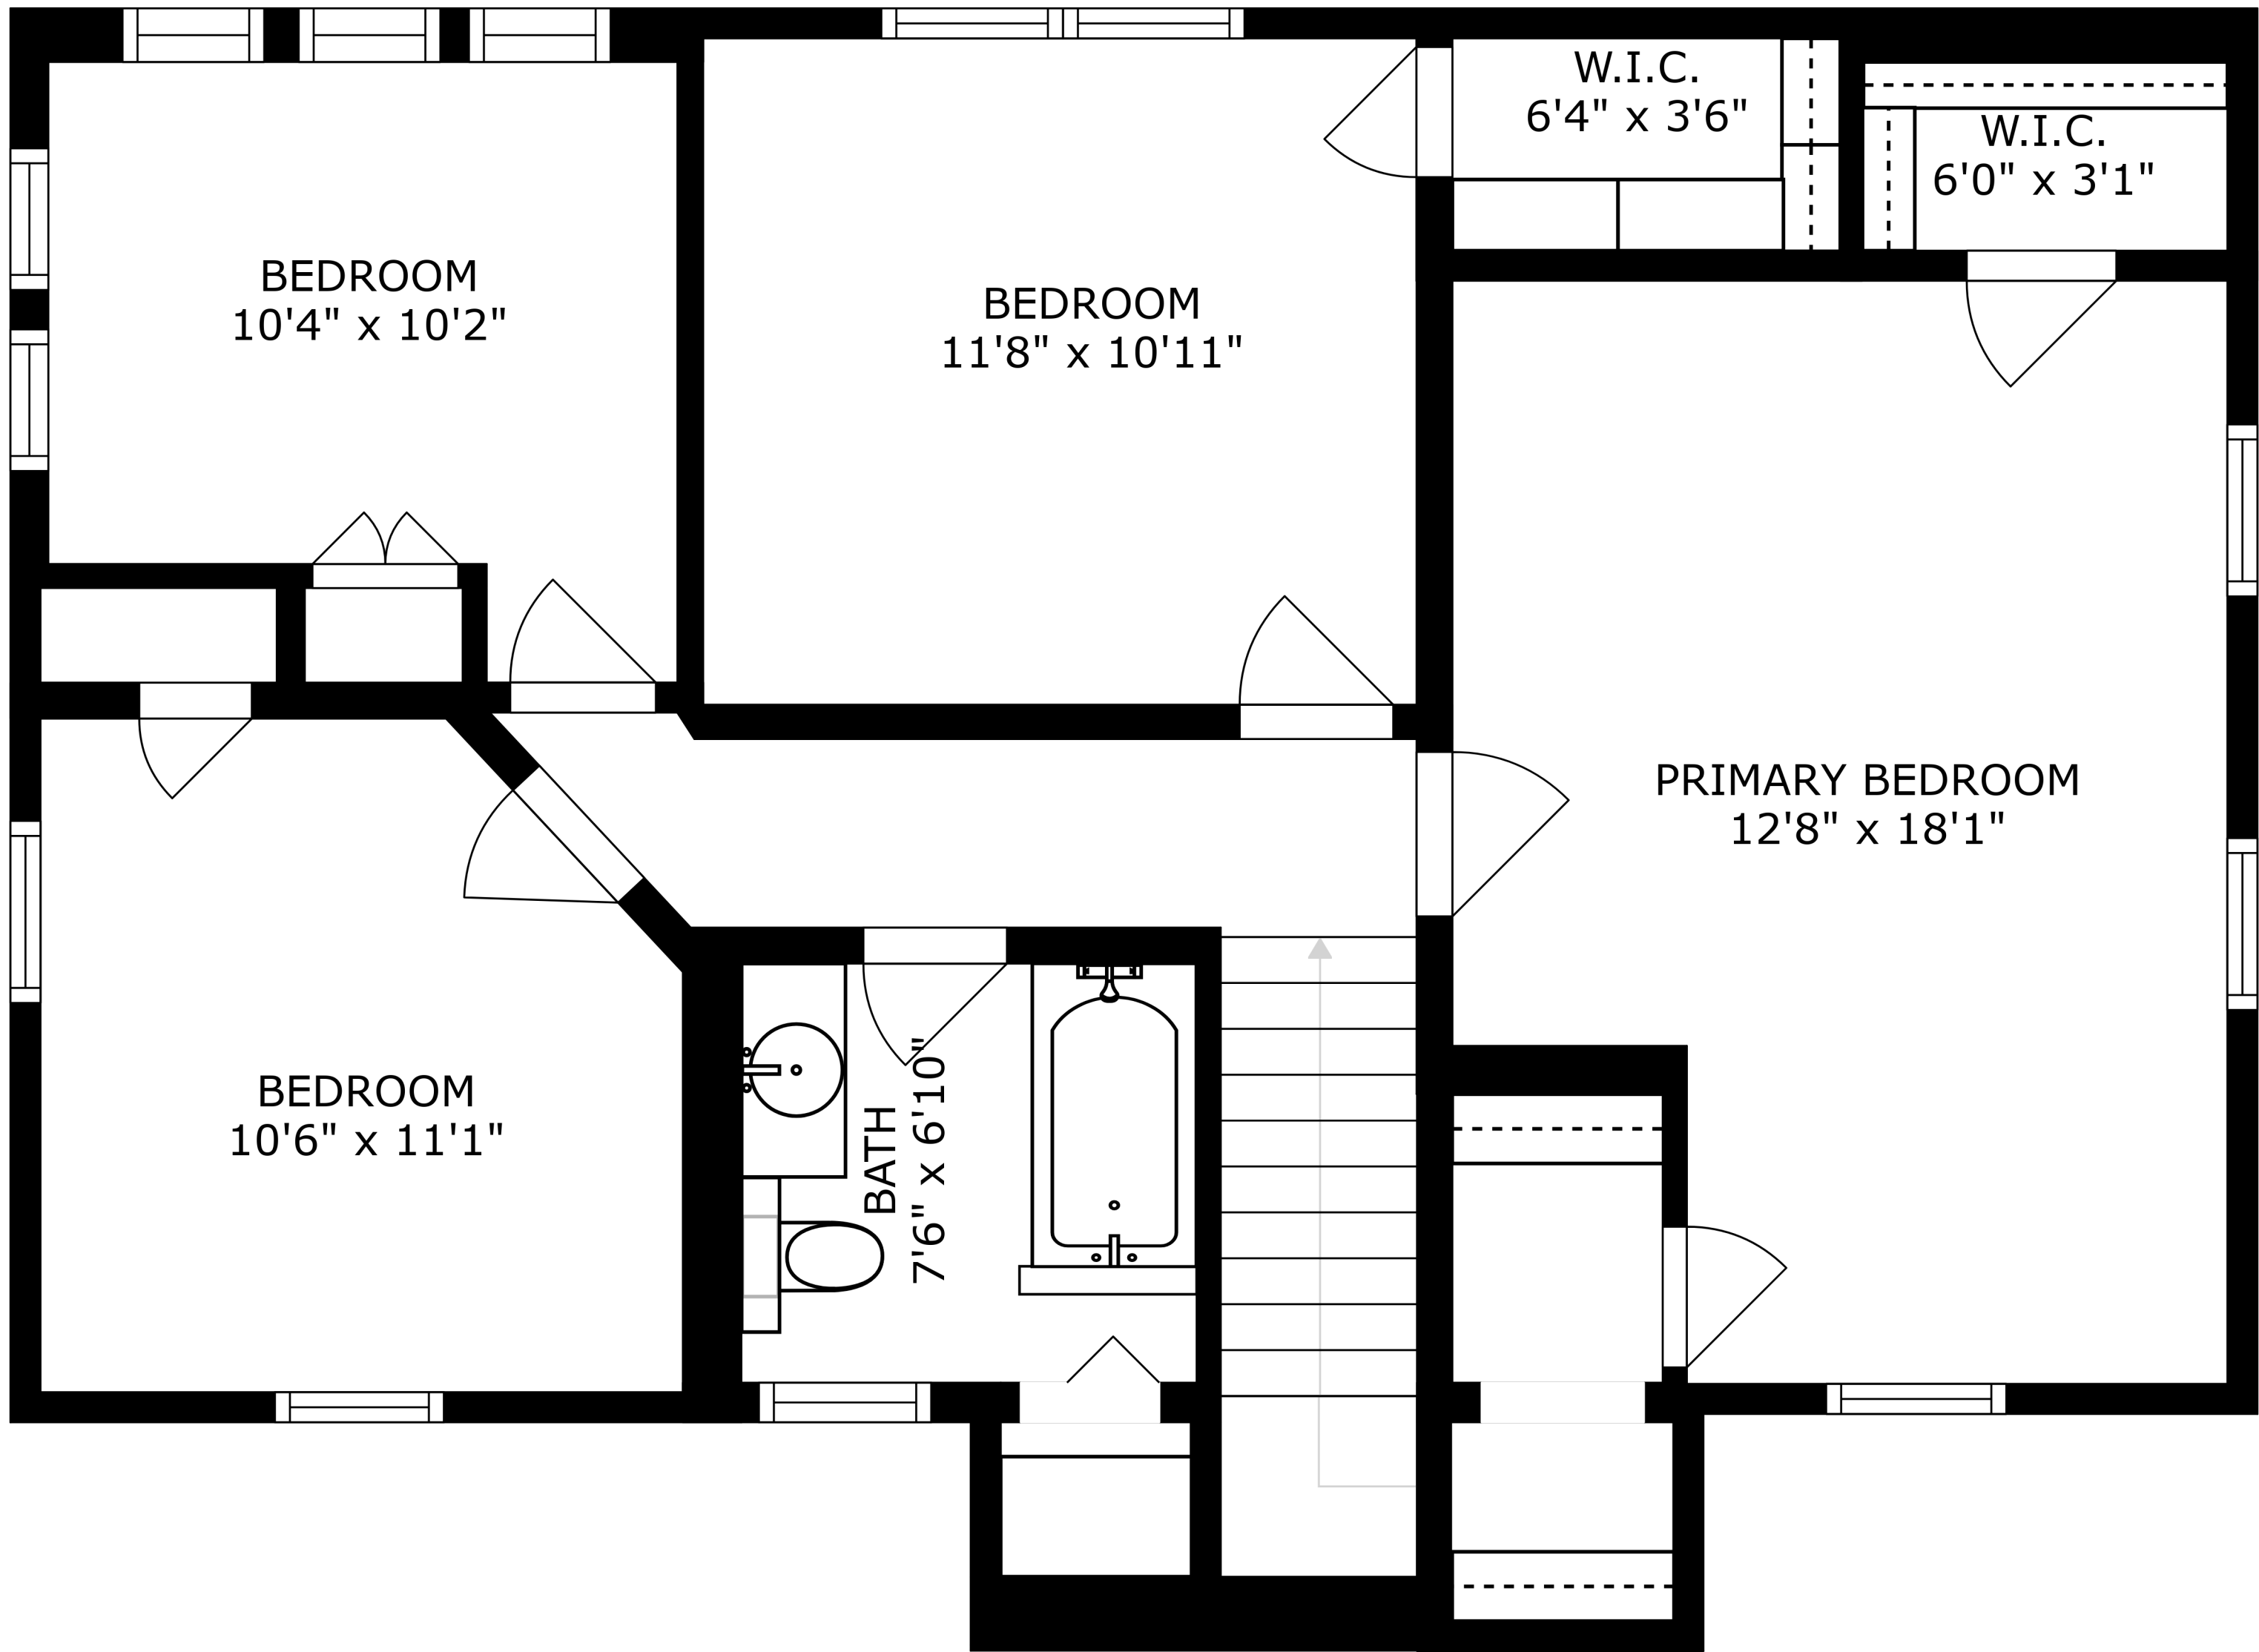 W.I.C.
6'4" x 3'6"
W.I.C.
6'0" x 3'1"
BEDROOM
10'4" x 10'2"
BEDROOM
11'8" x 10'11"
PRIMARY BEDROOM
12'8" x 18'1"
BEDROOM
10'6" x 11'1"
BATH
7'6" x 6'10"